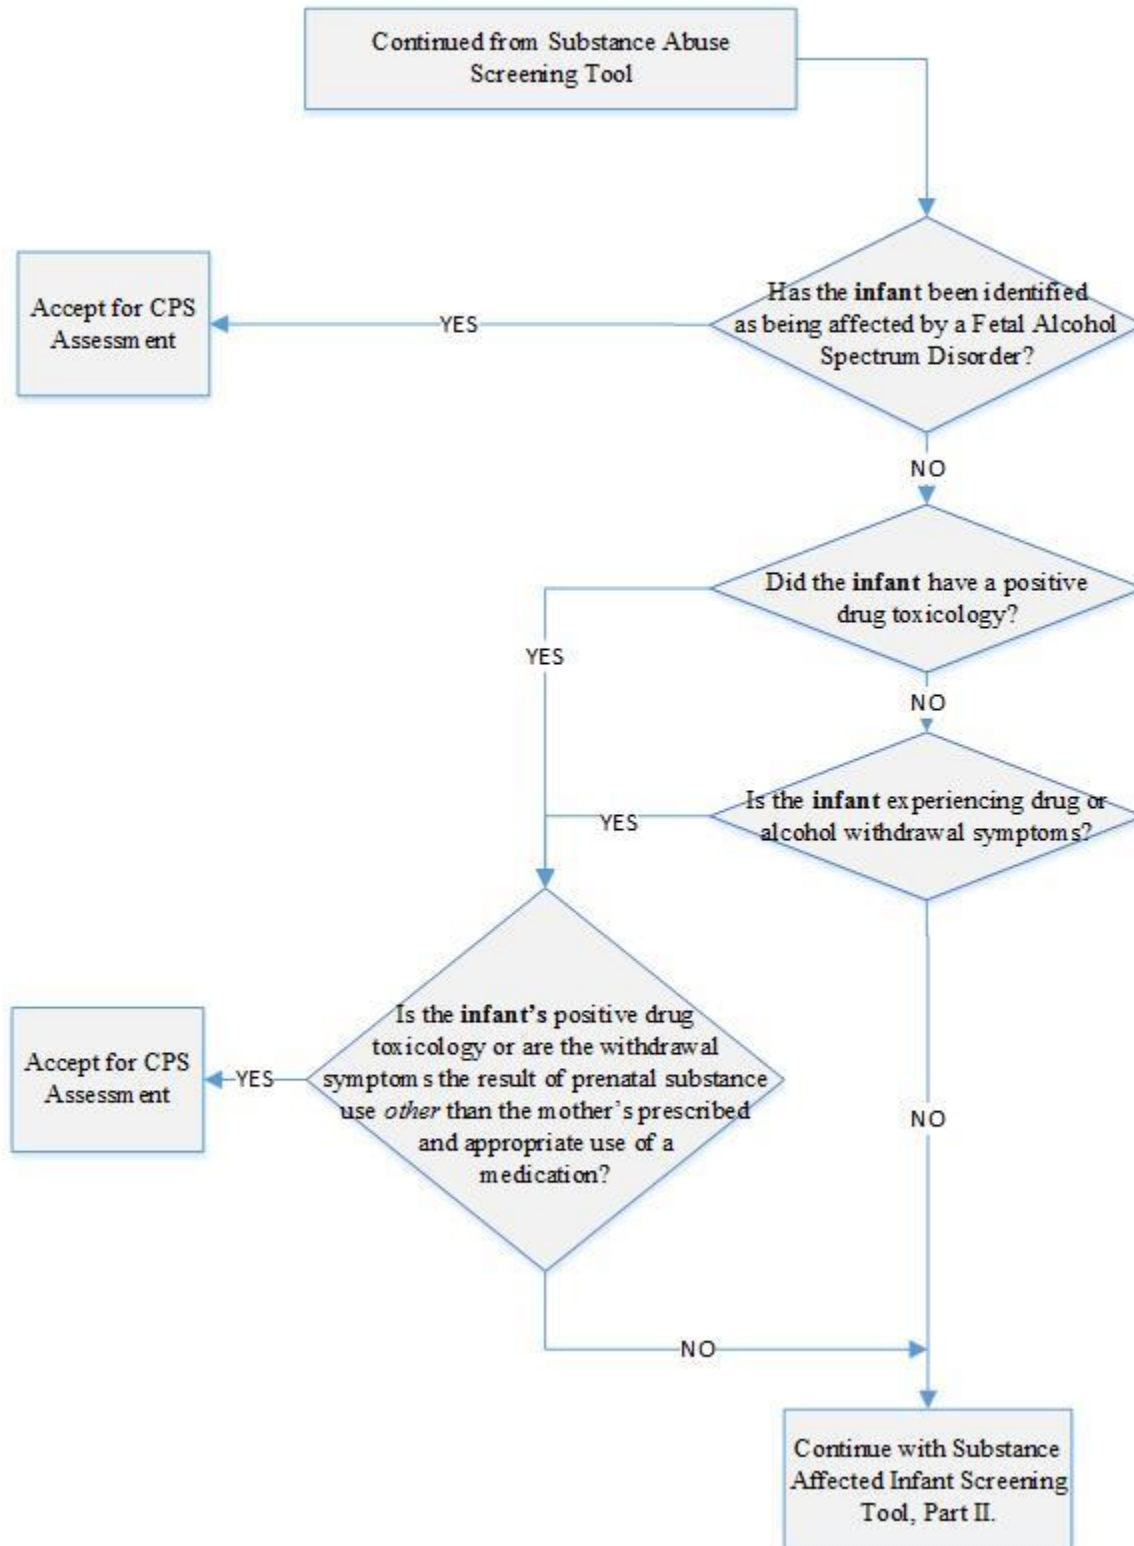 Continued from Substance Abuse
Screening Tool
Has the infant been identified
as being affected by a Fetal Alcohol
Spectrum Disorder?
YES
Accept for CPS
Assessment
NO
Did the infant have a positive
drug toxicology?
YES
NO
Is the infant experiencing drug or
alcohol withdrawal symptoms?
YES
Is the infant’s positive drug
toxicology or are the withdrawal
symptoms the result of prenatal substance
use other than the mother’s prescribed
and appropriate use of a
medication?
YES
Accept for CPS
Assessment
NO
NO
Continue with Substance
Affected Infant Screening
Tool, Part II.